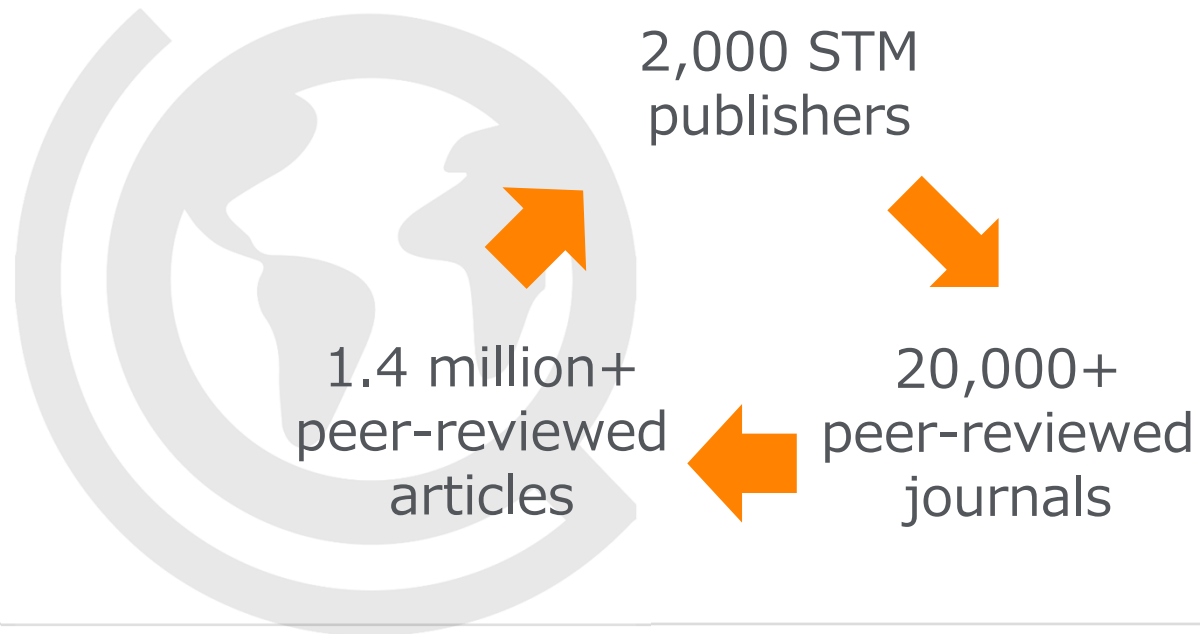 2,000 STM
publishers
20,000+
peer-reviewed
journals
1.4 million+
peer-reviewed
articles